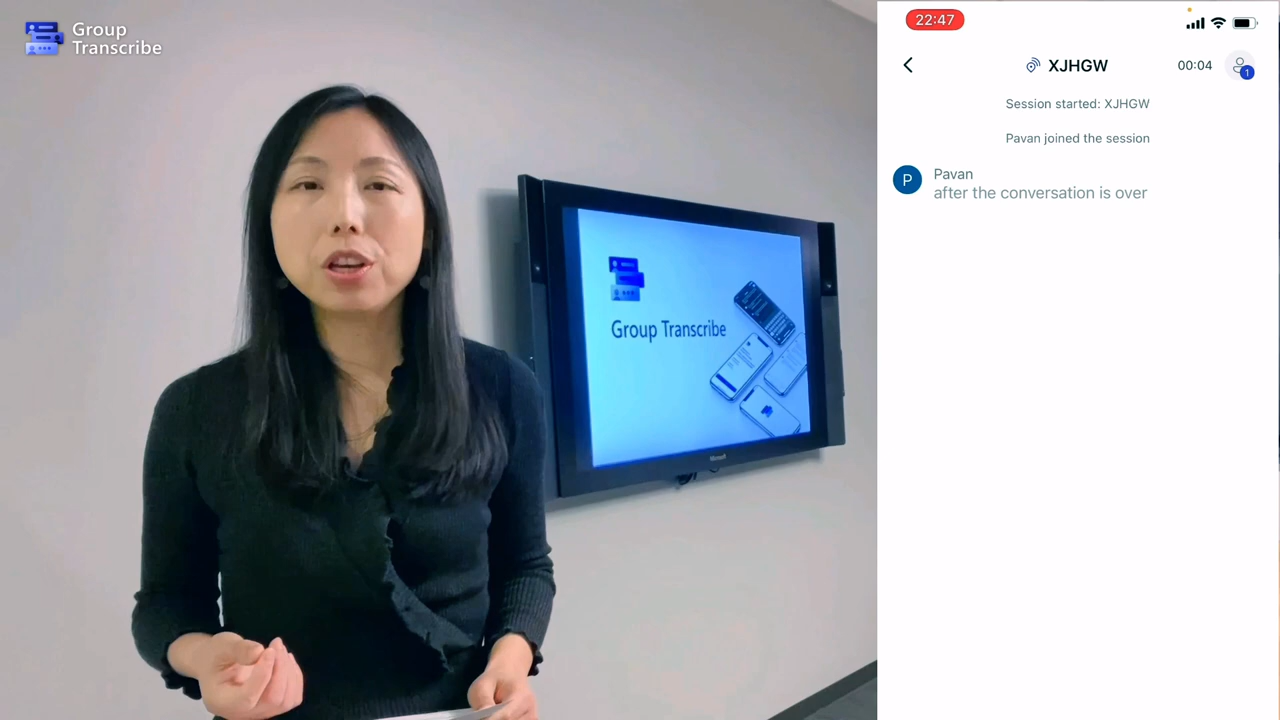 Group
Transcribe
Group Transcribe
Microsoft
22:47
XJHGW
00:04
1
Session started: XJHGW
Pavan joined the session
P
Pavan
after the conversation is over